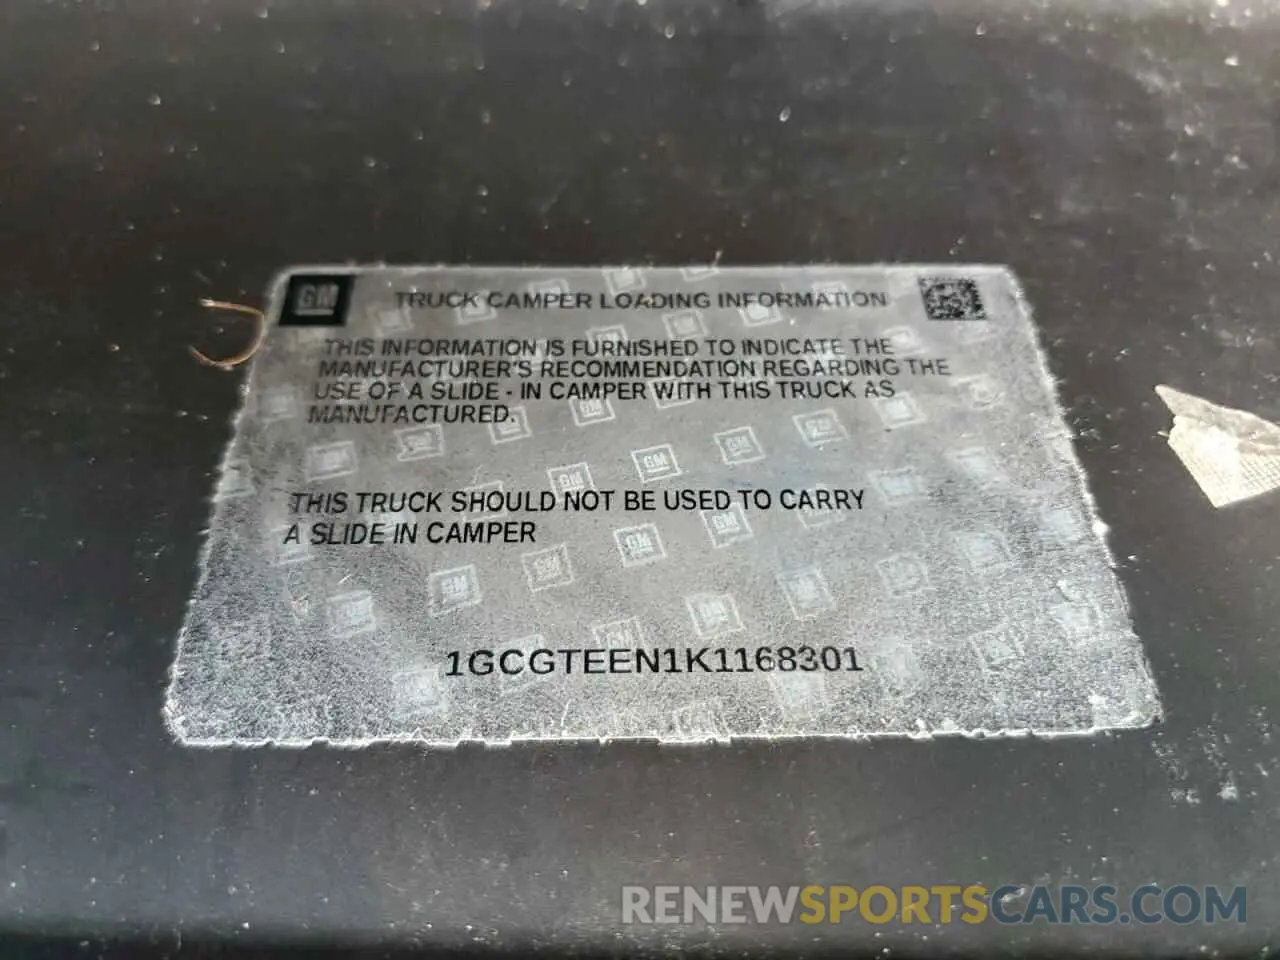 GM TRUCK CAMPER LOADING INFORMATION
THIS INFORMATION IS FURNISHED TO INDICATE THE
MANUFACTURER'S RECOMMENDATION REGARDING THE
USE OF A SLIDE - IN CAMPER WITH THIS TRUCK AS
MANUFACTURED.
THIS TRUCK SHOULD NOT BE USED TO CARRY
A SLIDE IN CAMPER
1GCGTEEN1K1168301
RENEWSPORTSCARS.COM